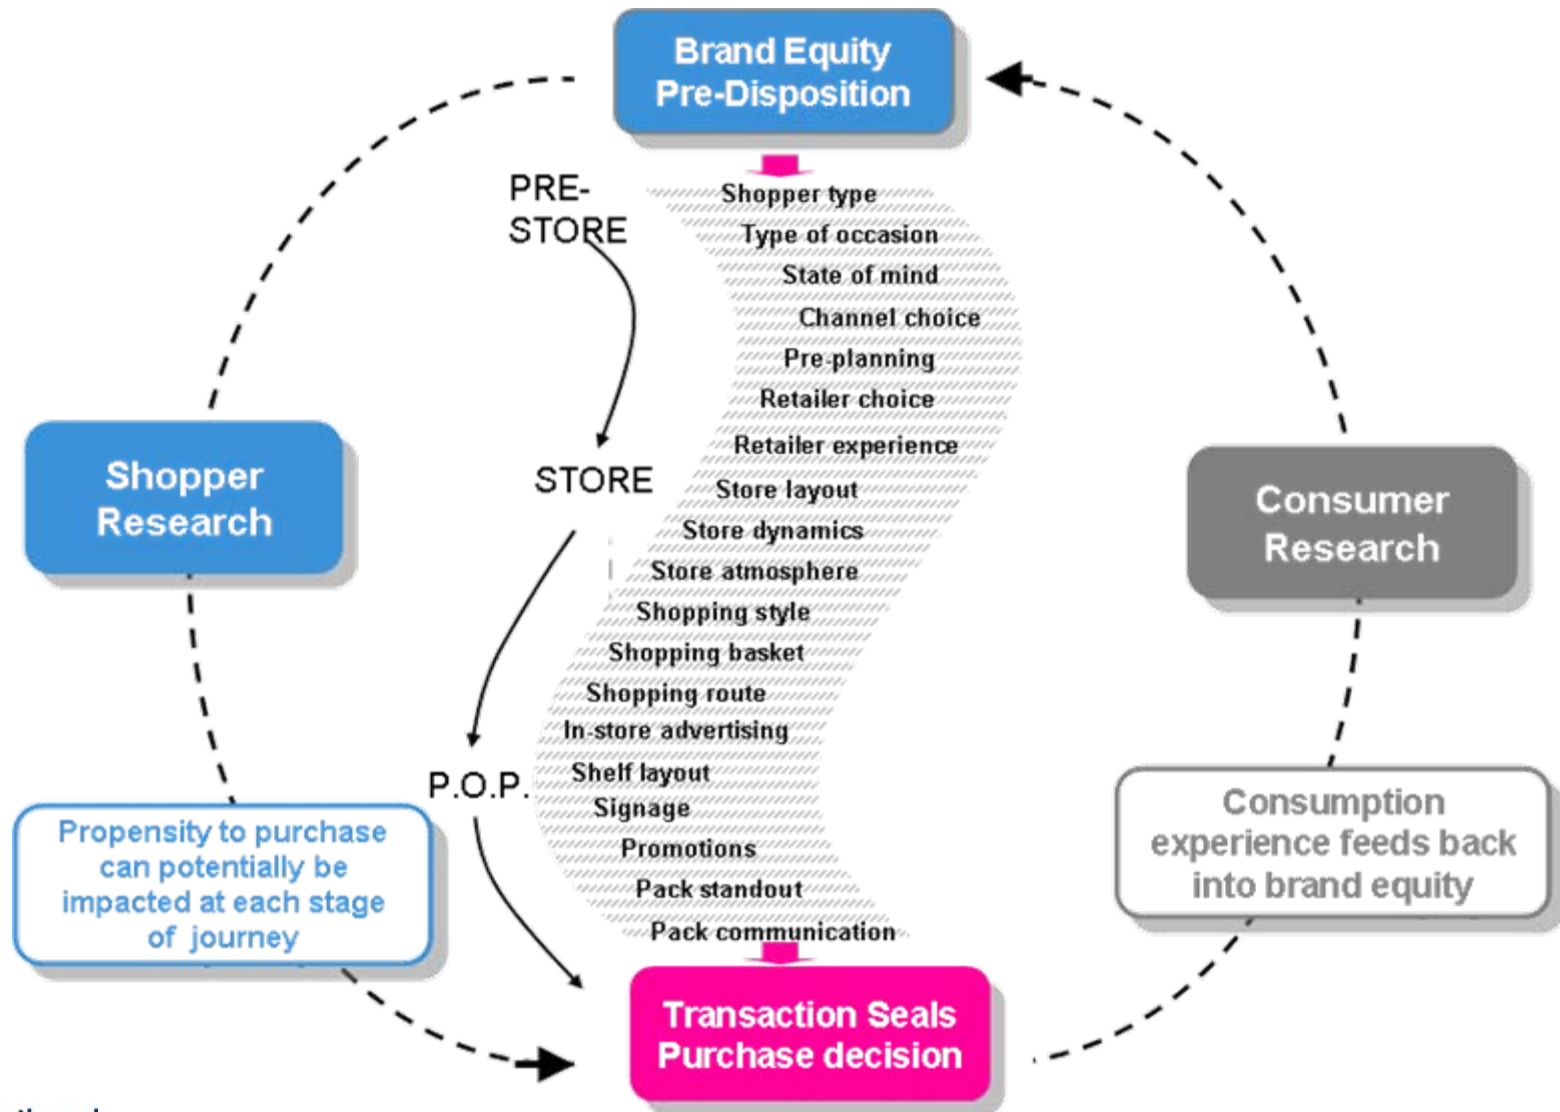 Brand Equity
Pre-Disposition
PRE-
STORE
Shopper type
Type of occasion
State of mind
Channel choice
Pre-planning
Retailer choice
Retailer experience
STORE
Store layout
Store dynamics
Store atmosphere
Shopping style
Shopping basket
Shopping route
In-store advertising
P.O.P.
Shelf layout
Signage
Promotions
Pack standout
Pack communication
Shopper
Research
Propensity to purchase
can potentially be
impacted at each stage
of journey
Transaction Seals
Purchase decision
Consumer
Research
Consumption
experience feeds back
into brand equity